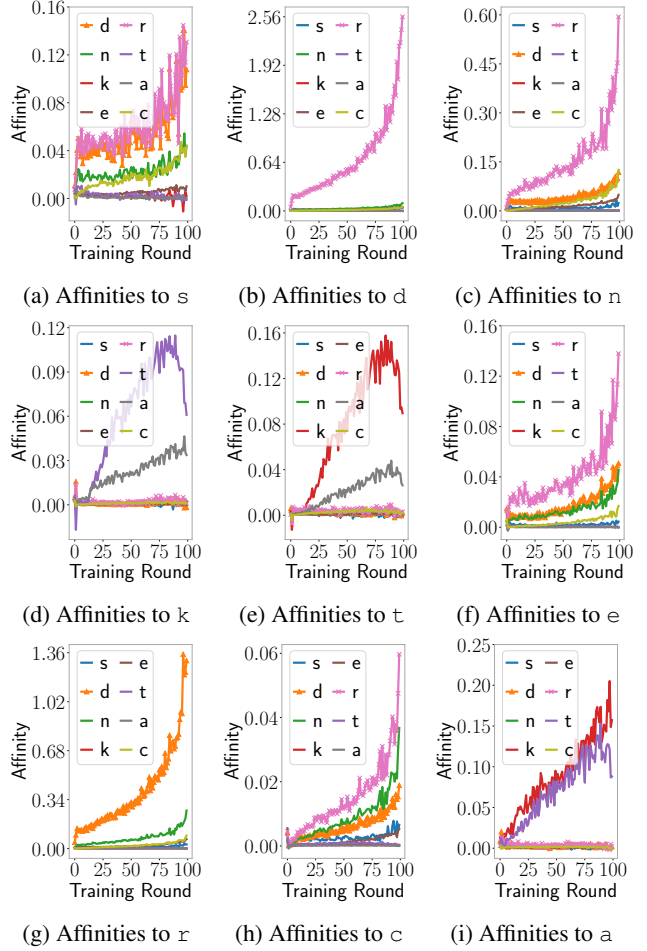 0.16
0.12
0.08
0.04
0.00
Affinity
d r
n t
k a
e c
0 25 50 75 100
Training Round
(a) Affinities to s
2.56
1.92
1.28
0.64
0.00
Affinity
s r
n t
k a
e c
0 25 50 75 100
Training Round
(b) Affinities to d
0.60
0.45
0.30
0.15
0.00
Affinity
s r
d t
k a
e c
0 25 50 75 100
Training Round
(c) Affinities to n
0.12
0.09
0.06
0.03
0.00
Affinity
s r
d t
n a
e c
0 25 50 75 100
Training Round
(d) Affinities to k
0.16
0.12
0.08
0.04
0.00
Affinity
s e
d r
n a
k c
0 25 50 75 100
Training Round
(e) Affinities to t
0.16
0.12
0.08
0.04
0.00
Affinity
s r
d t
n a
k c
0 25 50 75 100
Training Round
(f) Affinities to e
1.36
1.02
0.68
0.34
0.00
Affinity
s e
d t
n a
k c
0 25 50 75 100
Training Round
(g) Affinities to r
0.06
0.04
0.02
0.00
Affinity
s e
d r
n t
k a
0 25 50 75 100
Training Round
(h) Affinities to c
0.25
0.20
0.15
0.10
0.05
0.00
Affinity
s e
d r
n t
k c
0 25 50 75 100
Training Round
(i) Affinities to a